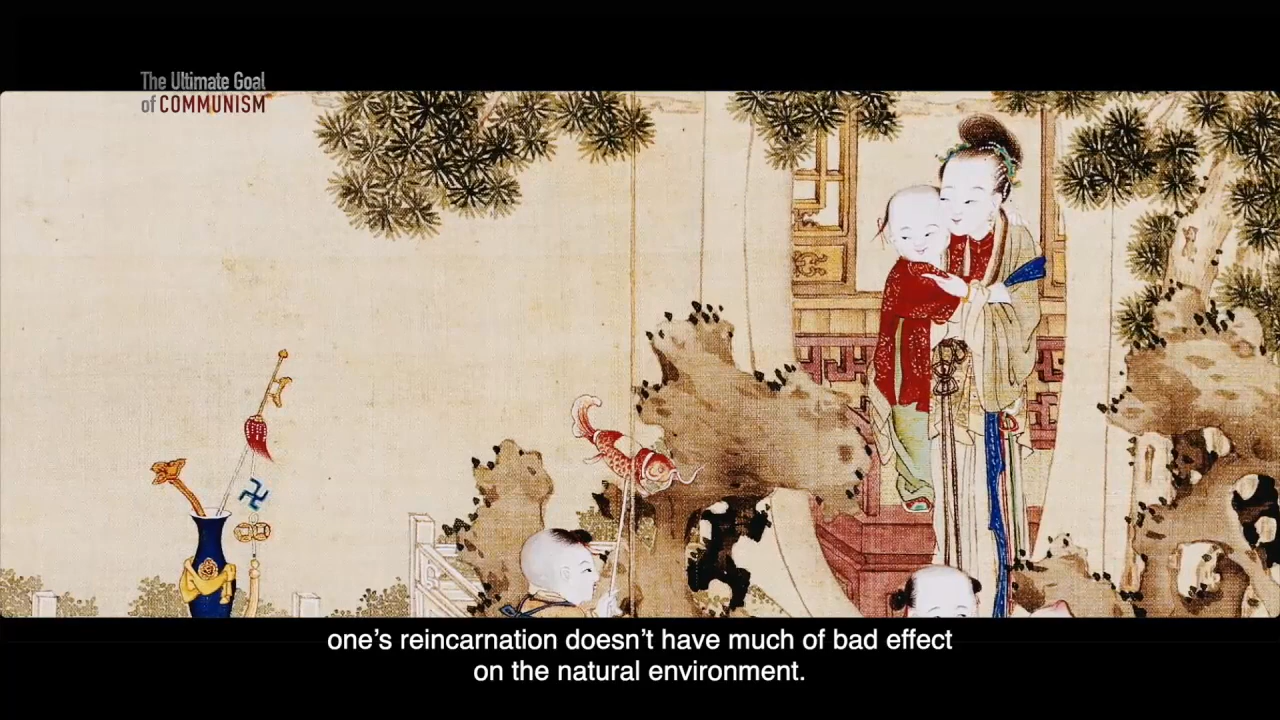 The Ultimate Goal
of COMMUNISM
one's reincarnation doesn't have much of bad effect
on the natural environment.